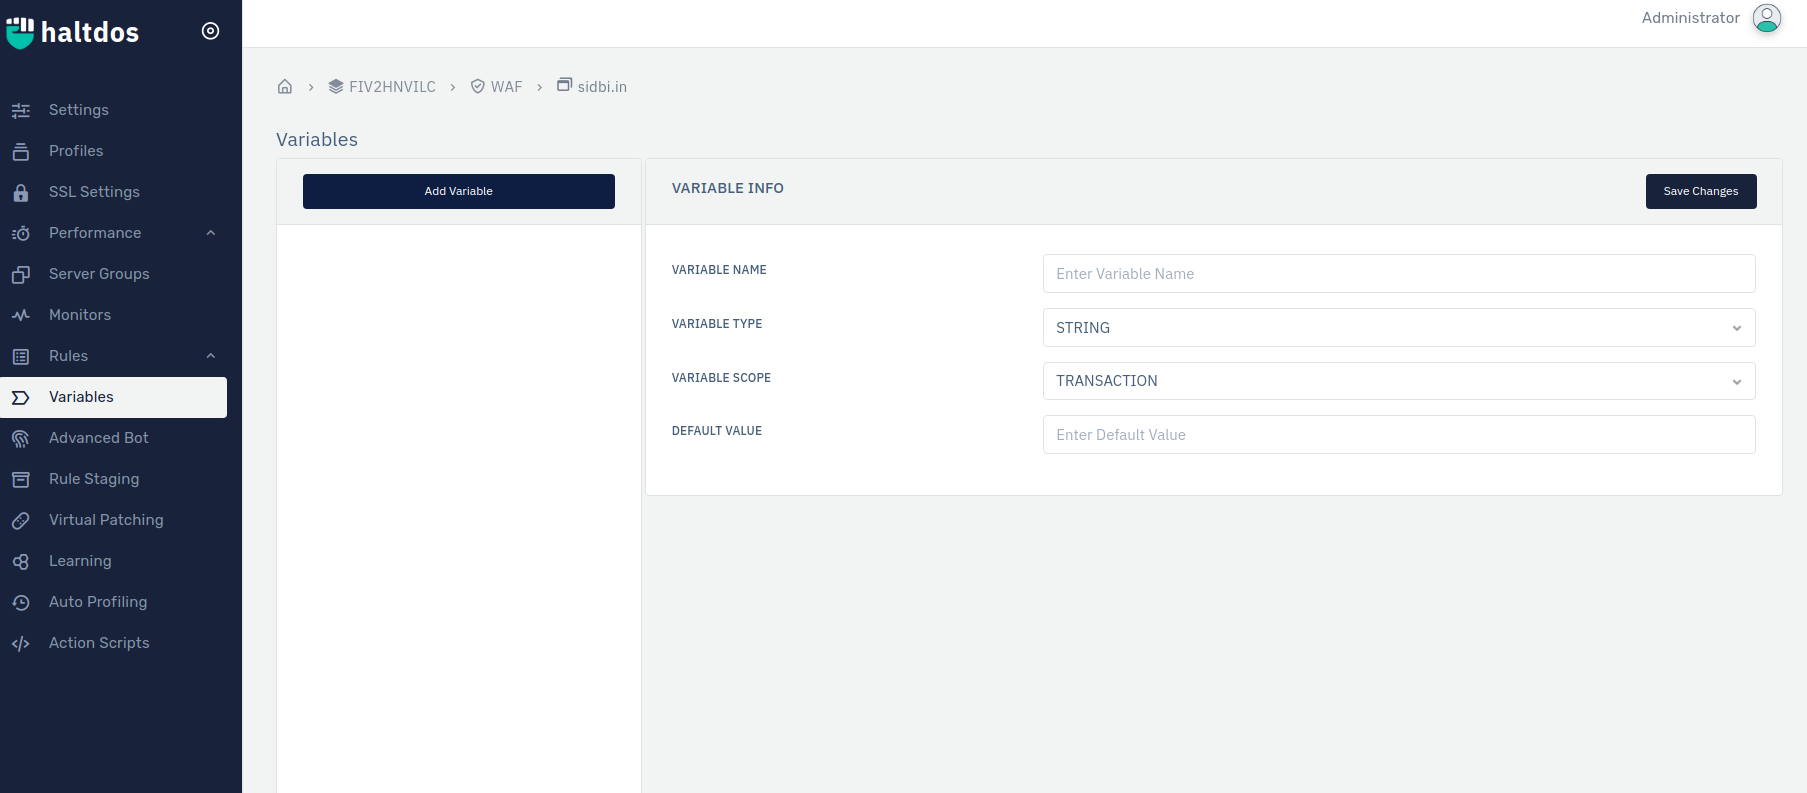 haltdos
Administrator
Settings
Profiles
SSL Settings
Performance
Server Groups
Monitors
Rules
Variables
Advanced Bot
Rule Staging
Virtual Patching
Learning
Auto Profiling
Action Scripts
FIV2HNVILC > WAF > sidbi.in
Variables
Add Variable
VARIABLE INFO
Save Changes
VARIABLE NAME
Enter Variable Name
VARIABLE TYPE
STRING
VARIABLE SCOPE
TRANSACTION
DEFAULT VALUE
Enter Default Value